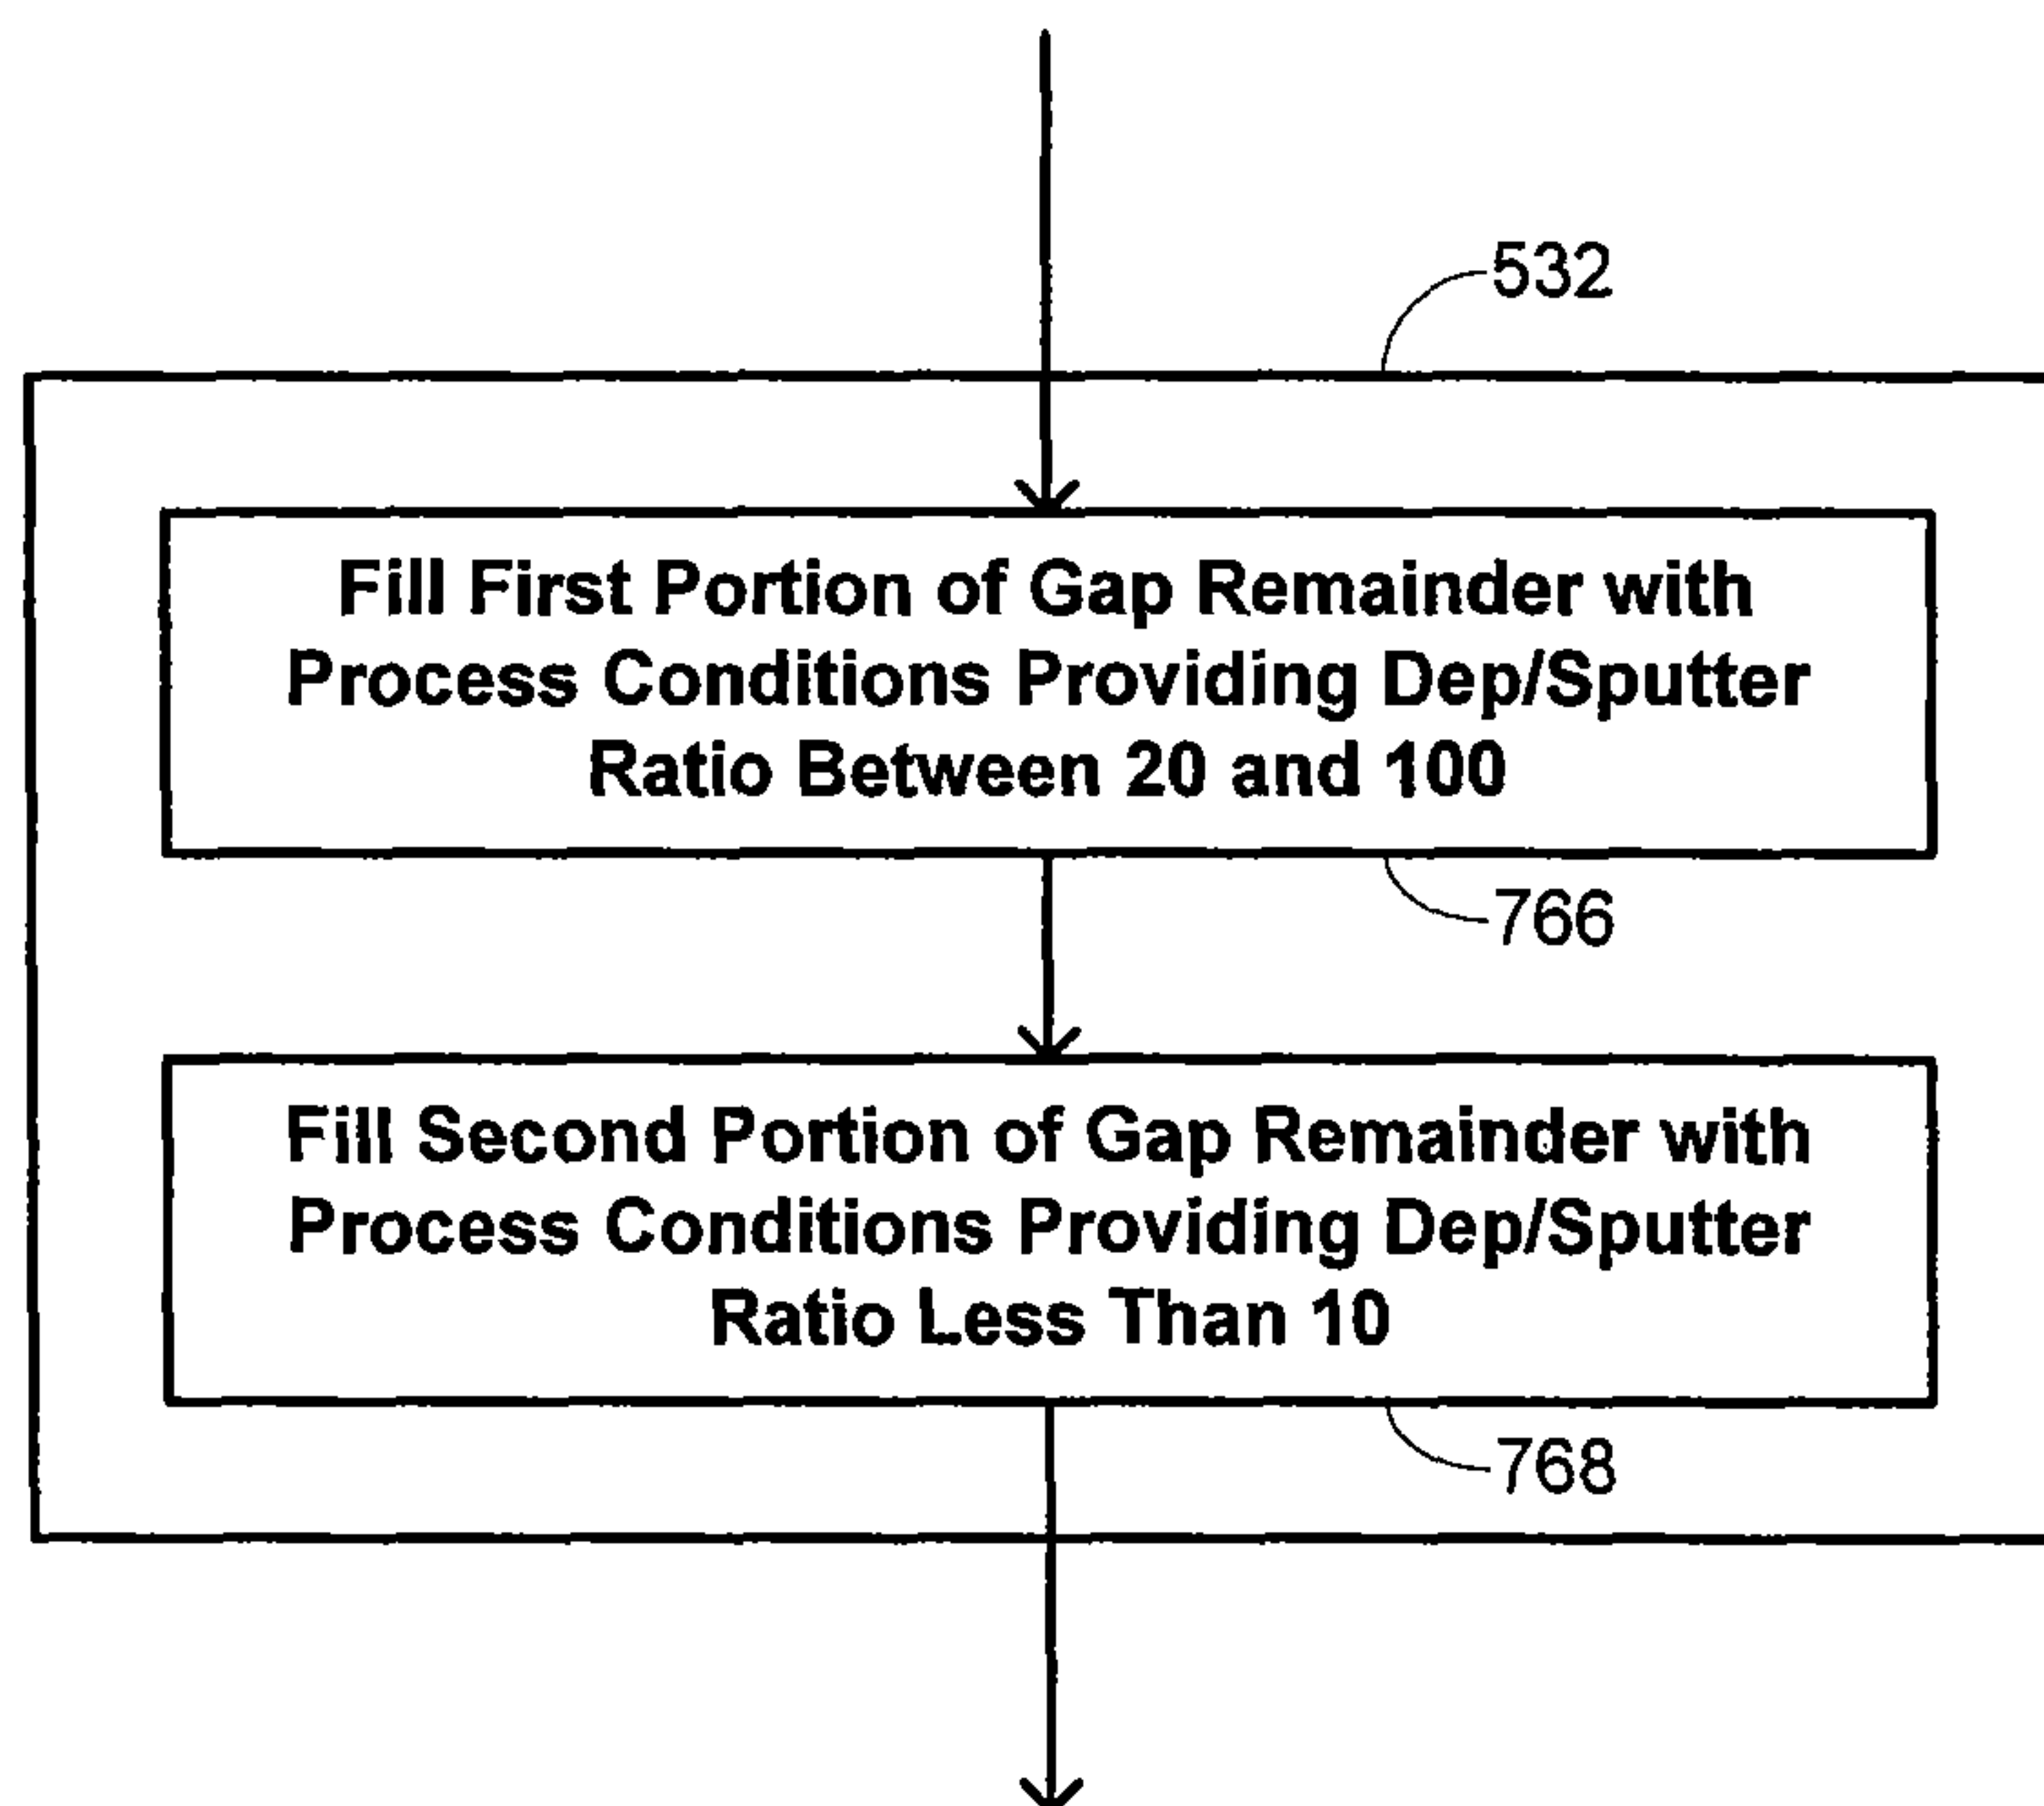 532
Fill First Portion of Gap Remainder with
Process Conditions Providing Dep/Sputter
Ratio Between 20 and 100
766
Fill Second Portion of Gap Remainder with
Process Conditions Providing Dep/Sputter
Ratio Less Than 10
768